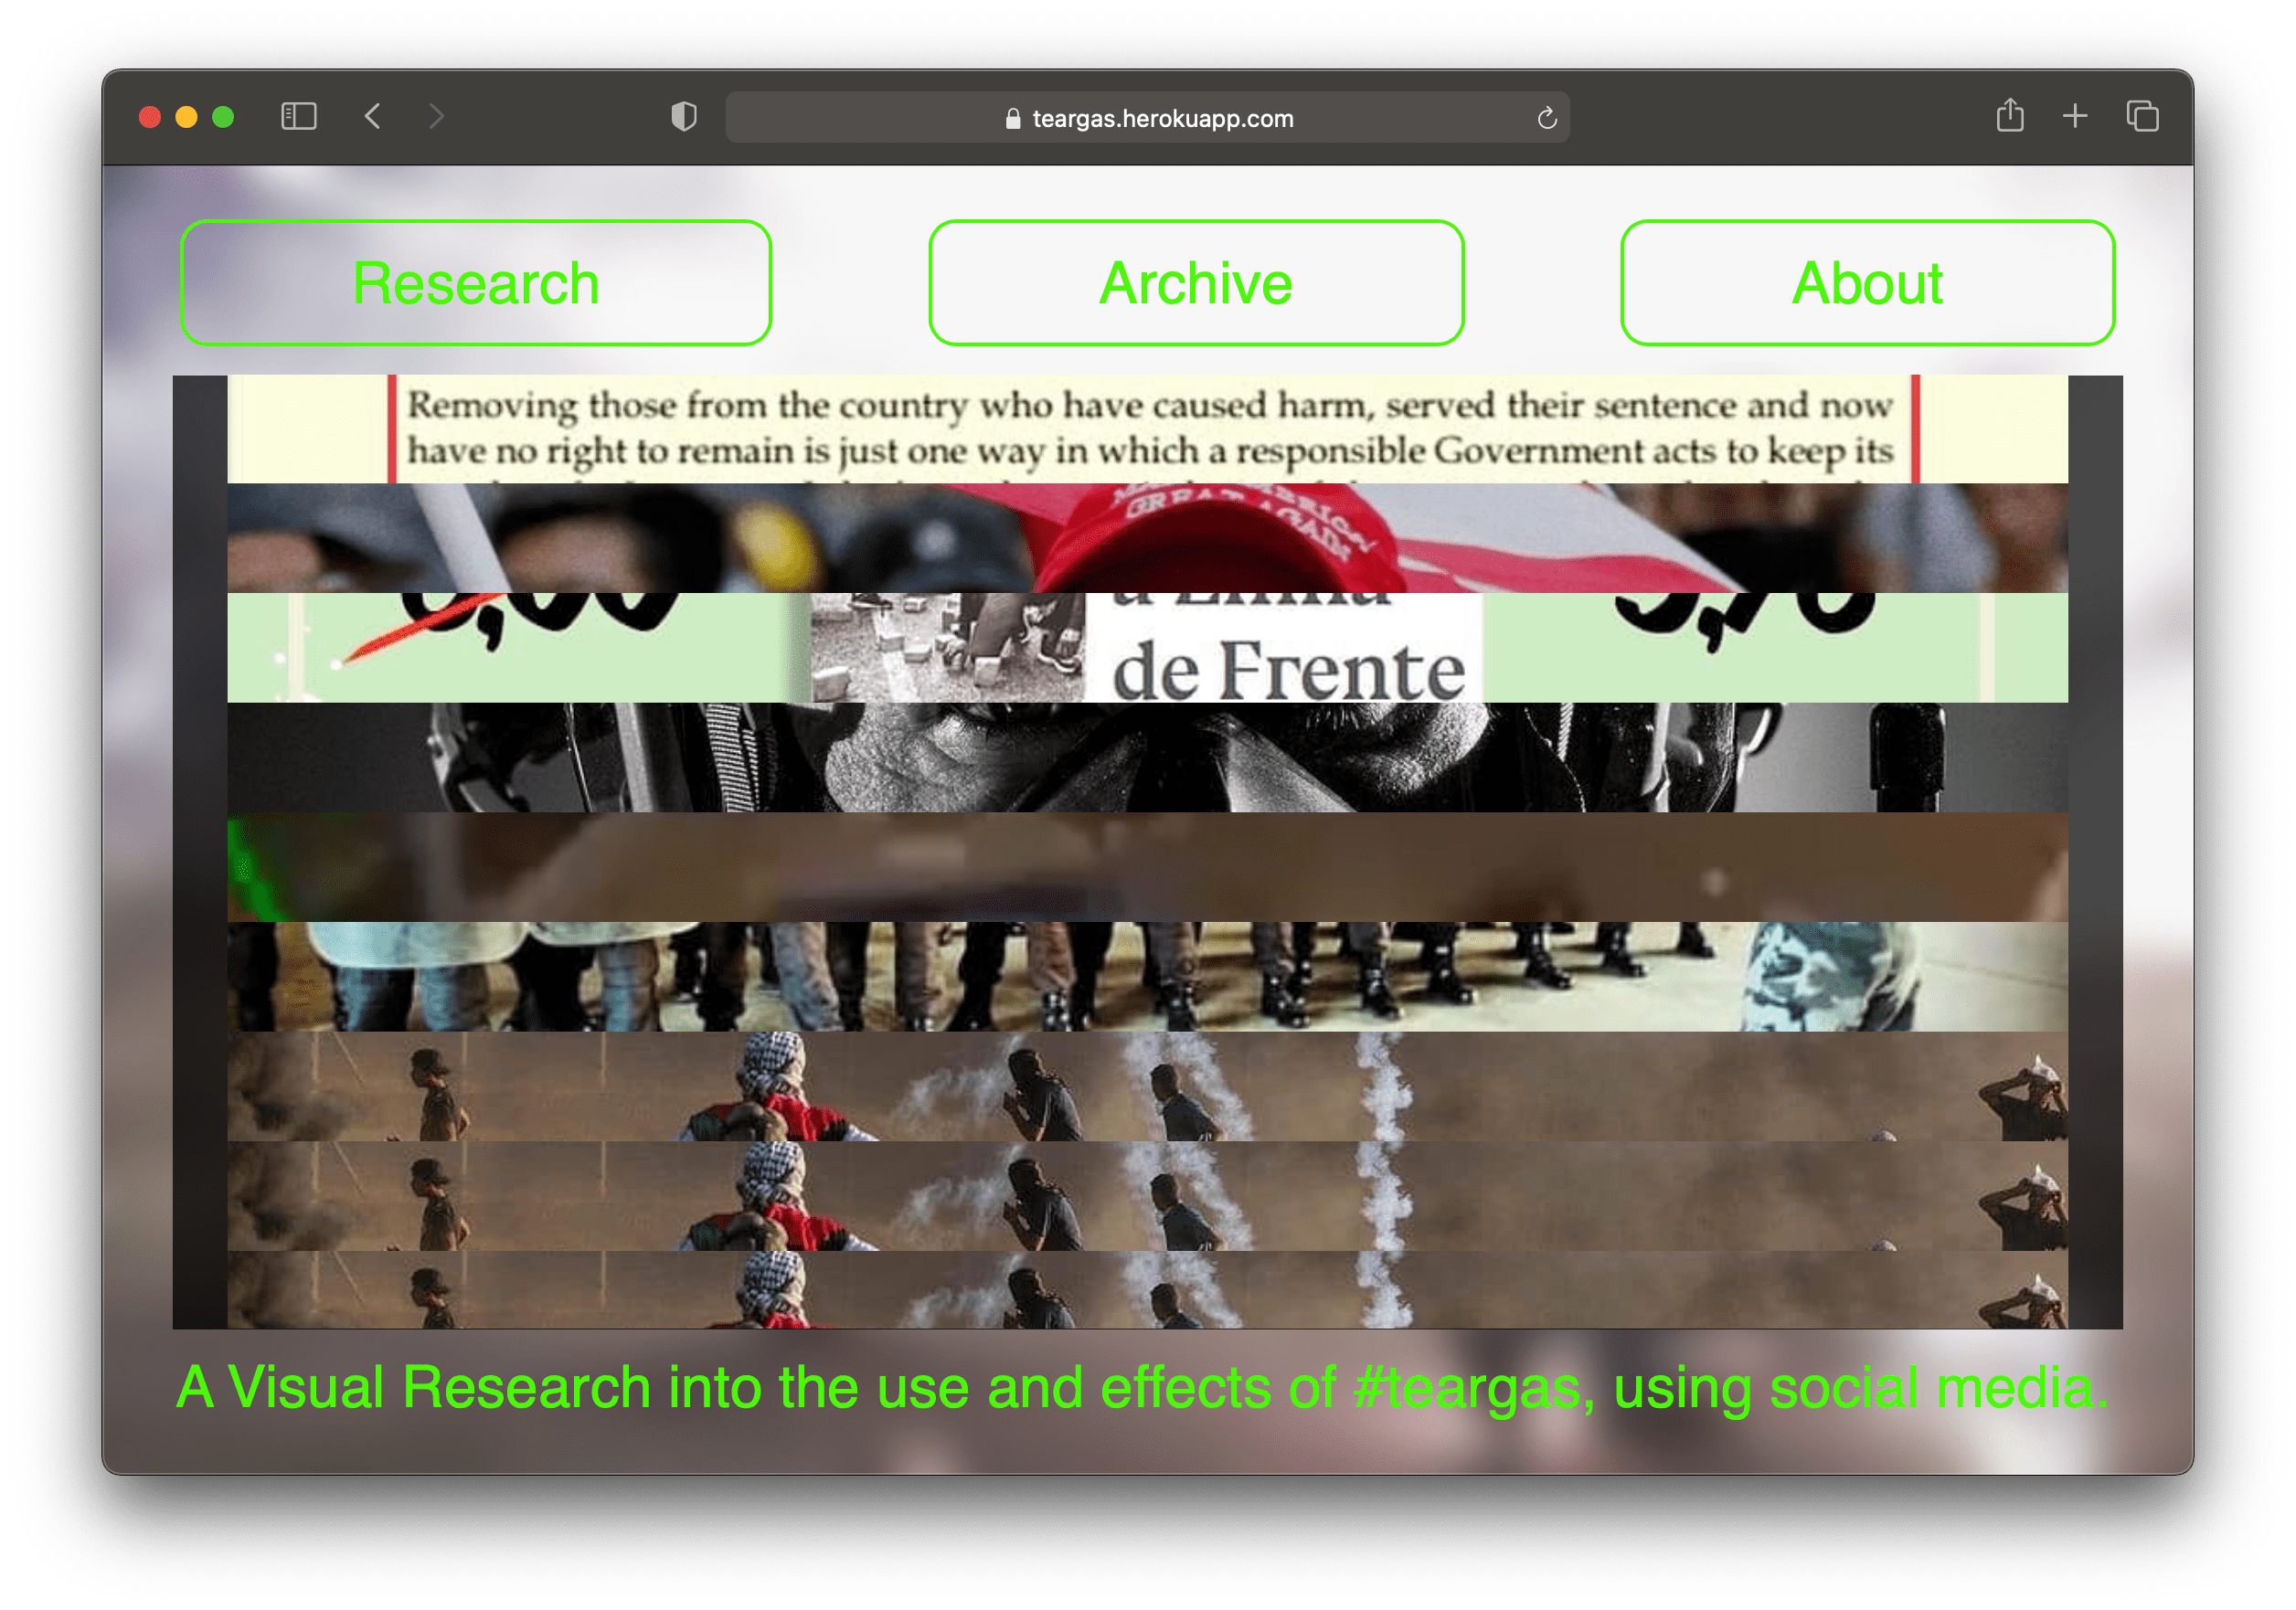 teargas.herokuapp.com
Research
Archive
About
Removing those from the country who have caused harm, served their sentence and now
have no right to remain is just one way in which a responsible Government acts to keep its
GREAT AGAIN
de Frente
A Visual Research into the use and effects of #teargas, using social media.